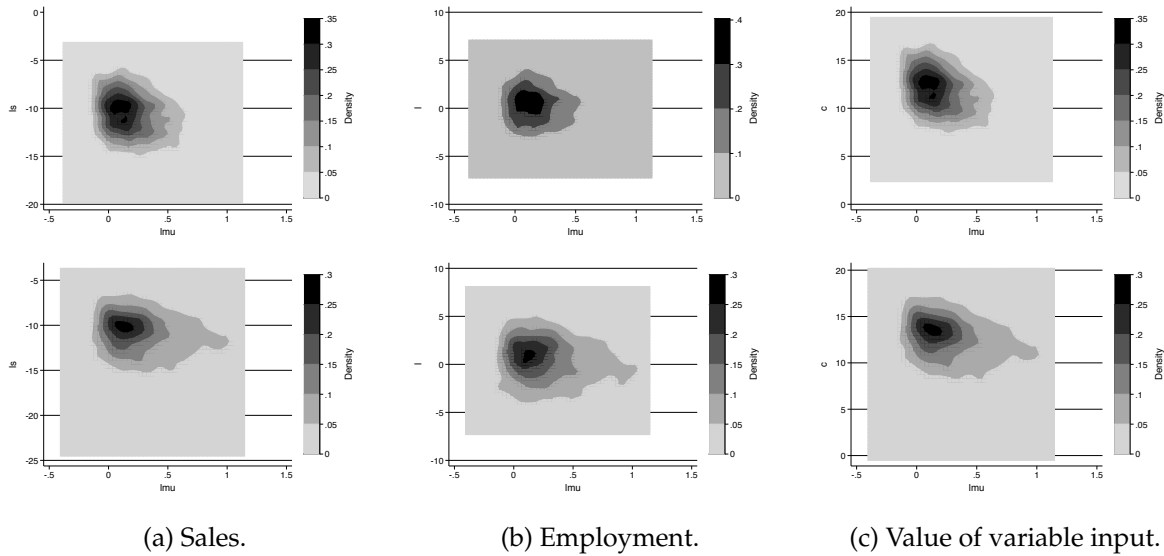 0
-5
-10
-15
-20
ls
-.5 0 .5 1 1.5
lmu
.35
.3
.25
.2
.15
.1
.05
0
Density
10
5
0
-5
-10
l
-.5 0 .5 1 1.5
lmu
.4
.3
.2
.1
0
Density
20
15
10
5
0
c
-.5 0 .5 1 1.5
lmu
.35
.3
.25
.2
.15
.1
.05
0
Density
-5
-10
-15
-20
-25
ls
-.5 0 .5 1 1.5
lmu
.3
.25
.2
.15
.1
.05
0
Density
10
5
0
-5
-10
l
-.5 0 .5 1 1.5
lmu
.3
.25
.2
.15
.1
.05
0
Density
20
15
10
5
0
c
-.5 0 .5 1 1.5
lmu
.3
.25
.2
.15
.1
.05
0
Density
(a) Sales.
(b) Employment.
(c) Value of variable input.